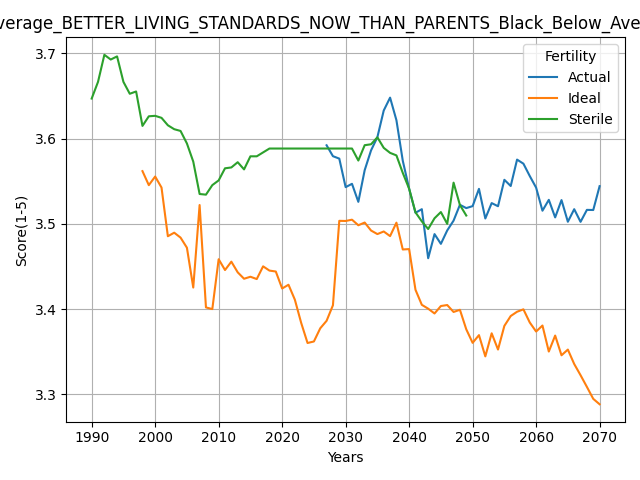 verage_BETTER_LIVING_STANDARDS_NOW_THAN_PARENTS_Black_Below_Ave
Fertility
Actual
Ideal
Sterile
Score(1-5)
3.7
3.6
3.5
3.4
3.3
1990 2000 2010 2020 2030 2040 2050 2060 2070
Years